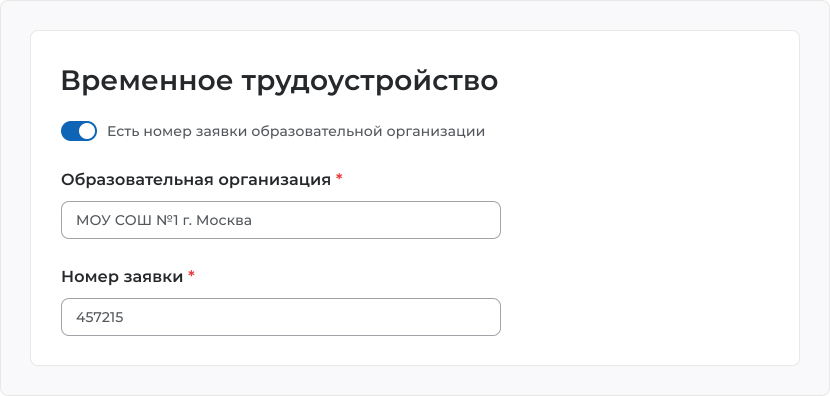 Временное трудоустройство
Есть номер заявки образовательной организации
Образовательная организация *
МОУ СОШ №1 г. Москва
Номер заявки *
457215